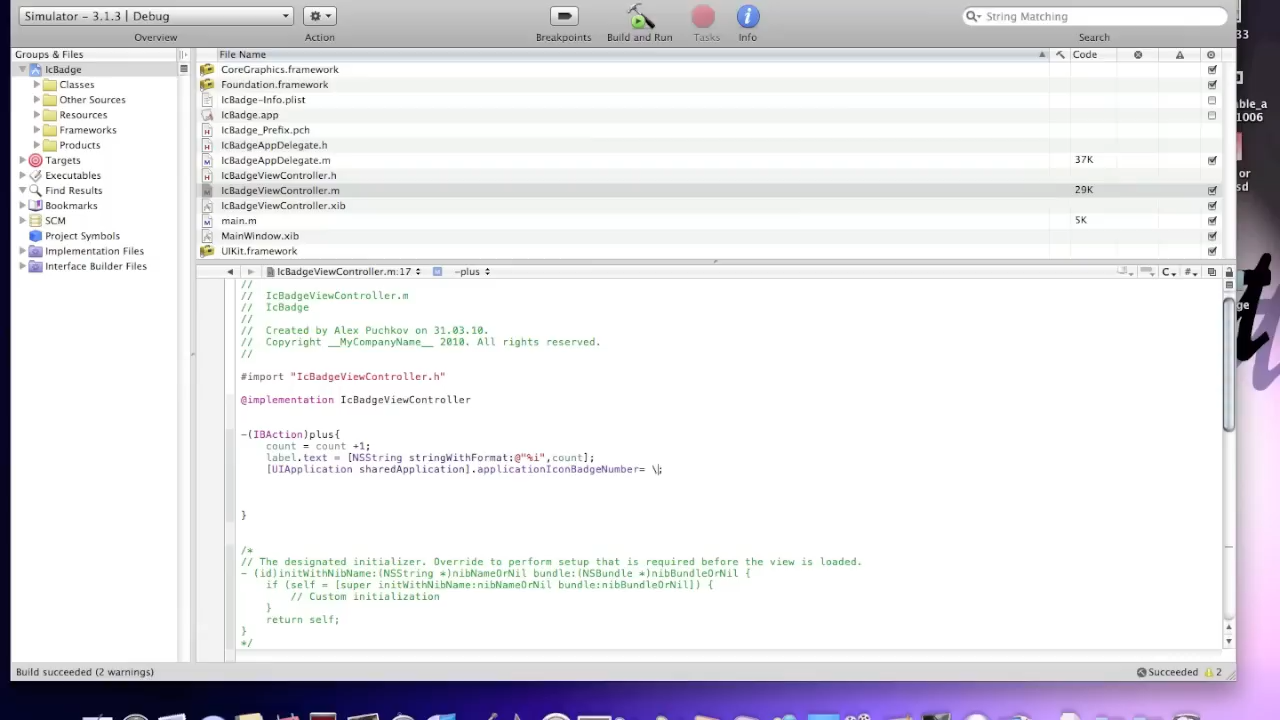 Simulator - 3.1.3 | Debug
String Matching
Overview
Action
Breakpoints
Build and Run
Tasks
Info
Search
Groups & Files
File Name
Code
IcBadge
Classes
Other Sources
Resources
Frameworks
Products
Targets
Executables
Find Results
Bookmarks
SCM
Project Symbols
Implementation Files
Interface Builder Files
CoreGraphics.framework
Foundation.framework
IcBadge-Info.plist
IcBadge.app
IcBadge_Prefix.pch
IcBadgeAppDelegate.h
IcBadgeAppDelegate.m 37K
IcBadgeViewController.h
IcBadgeViewController.m 29K
IcBadgeViewController.xib
main.m 5K
MainWindow.xib
UIKit.framework
IcBadgeViewController.m:17
-plus
C
#
//
// IcBadgeViewController.m
// IcBadge
//
// Created by Alex Puchkov on 31.03.10.
// Copyright __MyCompanyName__ 2010. All rights reserved.
//
#import "IcBadgeViewController.h"
@implementation IcBadgeViewController
-(IBAction)plus{
count = count +1;
label.text = [NSString stringWithFormat:@"%i",count];
[UIApplication sharedApplication].applicationIconBadgeNumber= \;
}
/*
// The designated initializer. Override to perform setup that is required before the view is loaded.
- (id)initWithNibName:(NSString *)nibNameOrNil bundle:(NSBundle *)nibBundleOrNil {
if (self = [super initWithNibName:nibNameOrNil bundle:nibBundleOrNil]) {
// Custom initialization
}
return self;
}
*/
Build succeeded (2 warnings)
Succeeded
2
33
able_a
1006
or
sd
ge